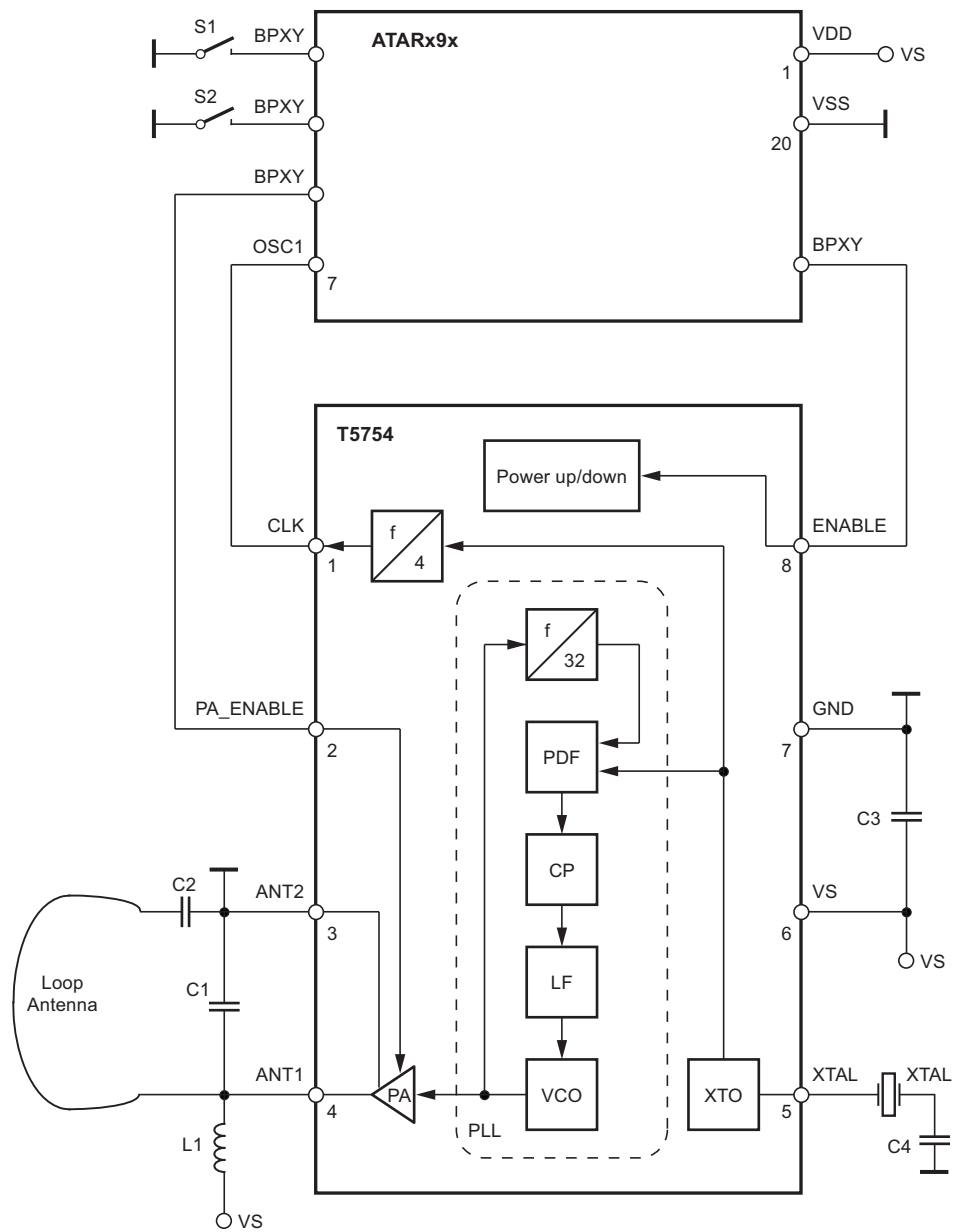 S1
BPXY
ATARx9x
VDD
1
VS
S2
BPXY
VSS
20
BPXY
OSC1
7
BPXY
T5754
Power up/down
CLK
1
f
4
ENABLE
8
f
32
PA_ENABLE
2
GND
7
PDF
C3
CP
C2
ANT2
3
VS
6
VS
Loop
Antenna
C1
LF
ANT1
4
PA
VCO
XTO
XTAL
5
XTAL
PLL
L1
C4
VS